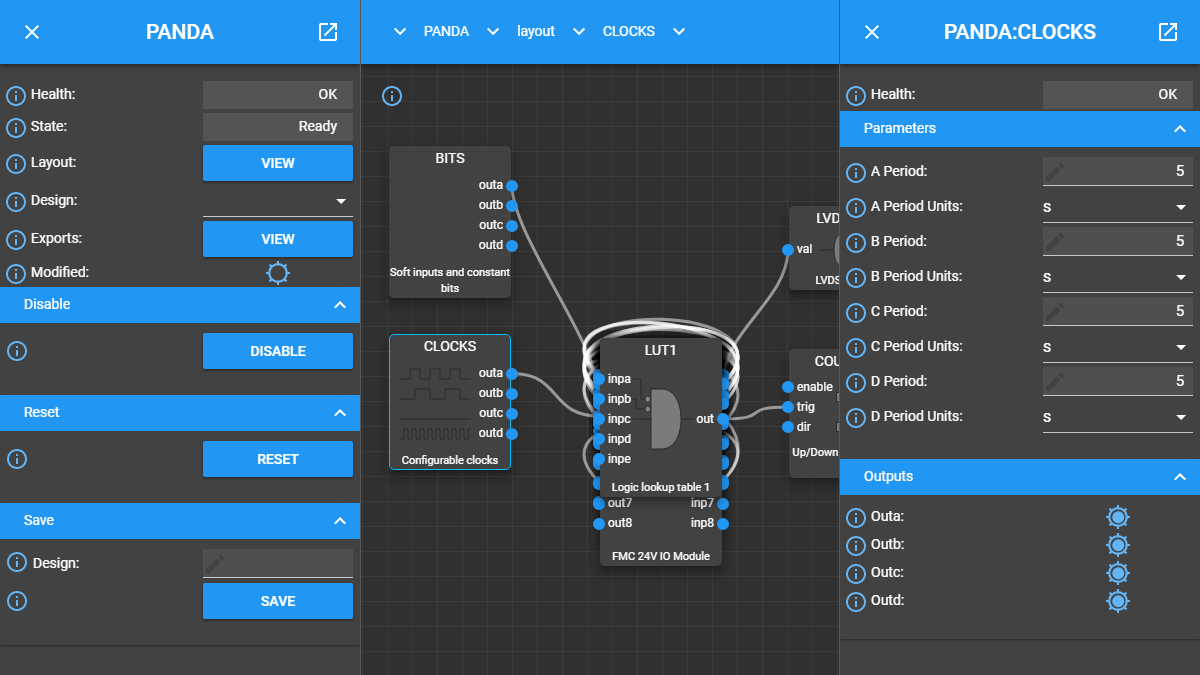 PANDA
Health:
OK
State:
Ready
Layout:
VIEW
Design:
Exports:
VIEW
Modified:
Disable
DISABLE
Reset
RESET
Save
Design:
SAVE
PANDA
layout
CLOCKS
BITS
outa
outb
outc
outd
Soft inputs and constant
bits
CLOCKS
outa
outb
outc
outd
Configurable clocks
LUT1
inpa
inpb
inpc
out
inpd
inpe
Logic lookup table 1
out7
inp7
out8
inp8
FMC 24V IO Module
LVD
val
LVDS
COU
enable
trig
dir
Up/Down
PANDA:CLOCKS
Health:
OK
Parameters
A Period:
5
A Period Units:
s
B Period:
5
B Period Units:
s
C Period:
5
C Period Units:
s
D Period:
5
D Period Units:
s
Outputs
Outa:
Outb:
Outc:
Outd: